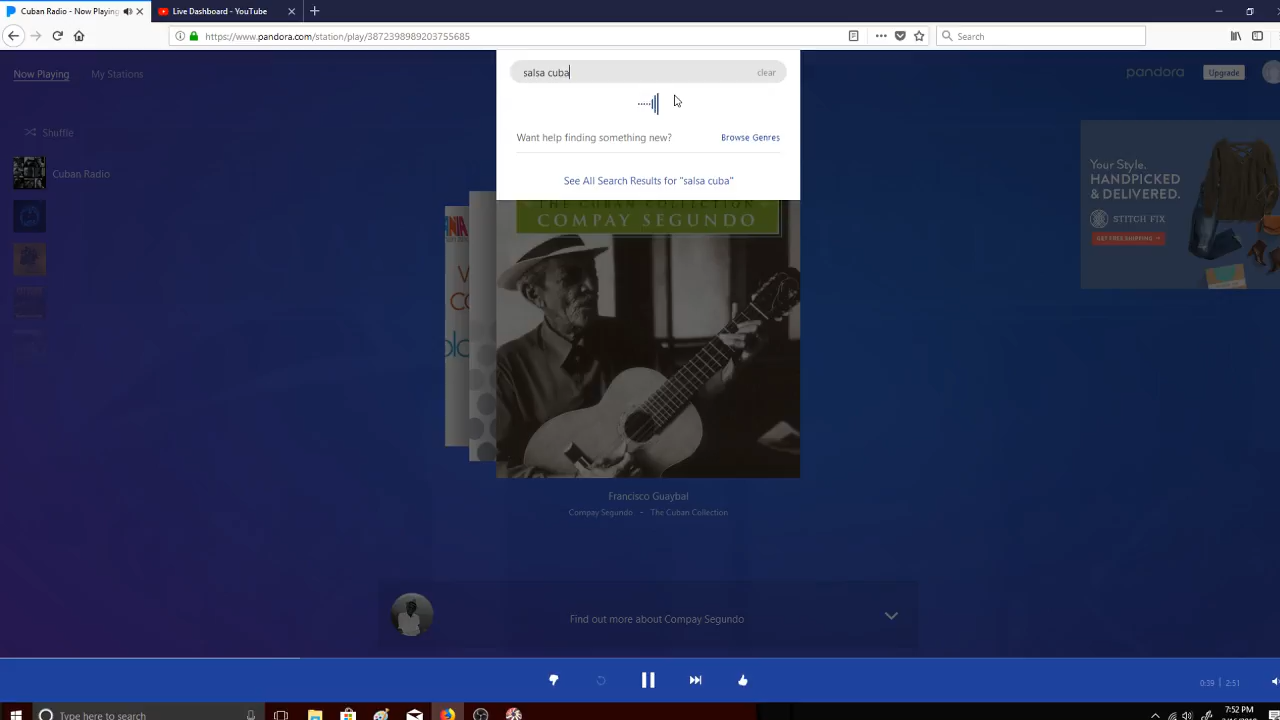 Cuban Radio - Now Playing
Live Dashboard - YouTube
https://www.pandora.com/station/play/3872398989203755685
Search
Now Playing
My Stations
salsa cuba
clear
pandora
Upgrade
Want help finding something new?
Browse Genres
See All Search Results for "salsa cuba"
Shuffle
Cuban Radio
THE CUBAN COLLECTION
COMPAY SEGUNDO
Your Style.
HANDPICKED
& DELIVERED.
STITCH FIX
GET FREE SHIPPING
Francisco Guaybal
Compay Segundo - The Cuban Collection
Find out more about Compay Segundo
0:39 | 2:51
Type here to search
7:52 PM